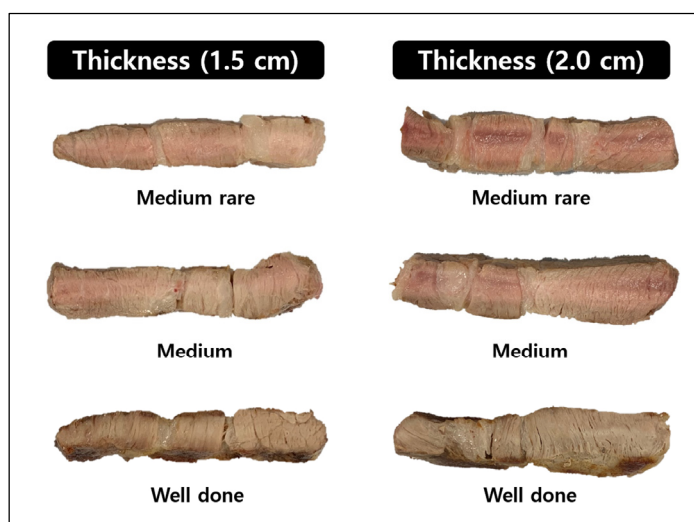 Thickness (1.5 cm)
Thickness (2.0 cm)
Medium rare
Medium rare
Medium
Medium
Well done
Well done